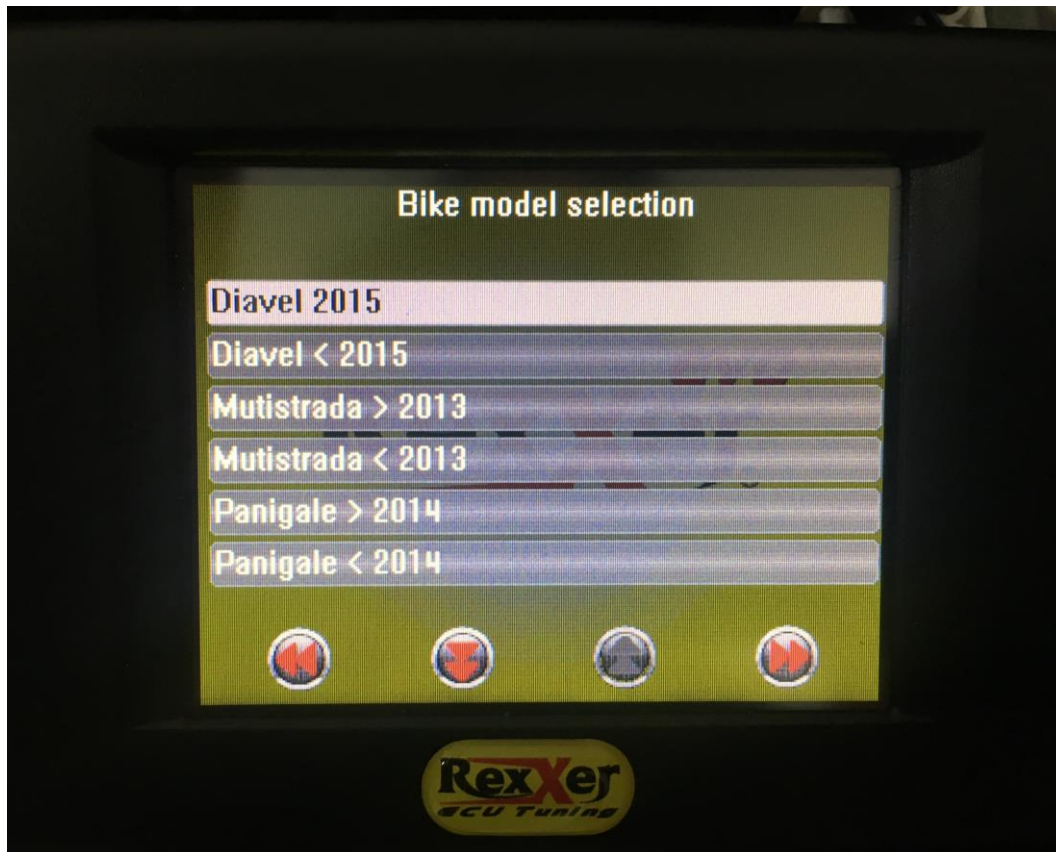 Bike model selection
Diavel 2015
Diavel < 2015
Mutistrada > 2013
Mutistrada < 2013
Panigale > 2014
Panigale < 2014
RexXer
ECU Tuning